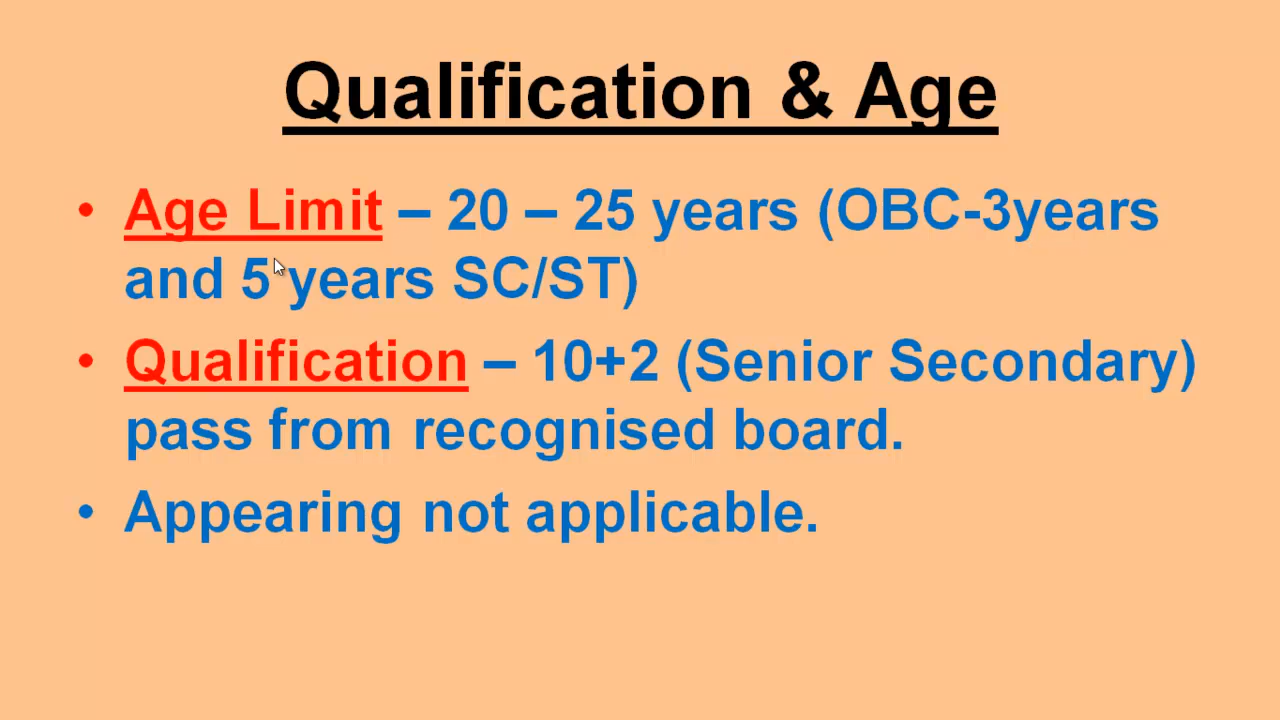 Qualification & Age
• Age Limit – 20 – 25 years (OBC-3years
and 5 years SC/ST)
• Qualification – 10+2 (Senior Secondary)
pass from recognised board.
• Appearing not applicable.